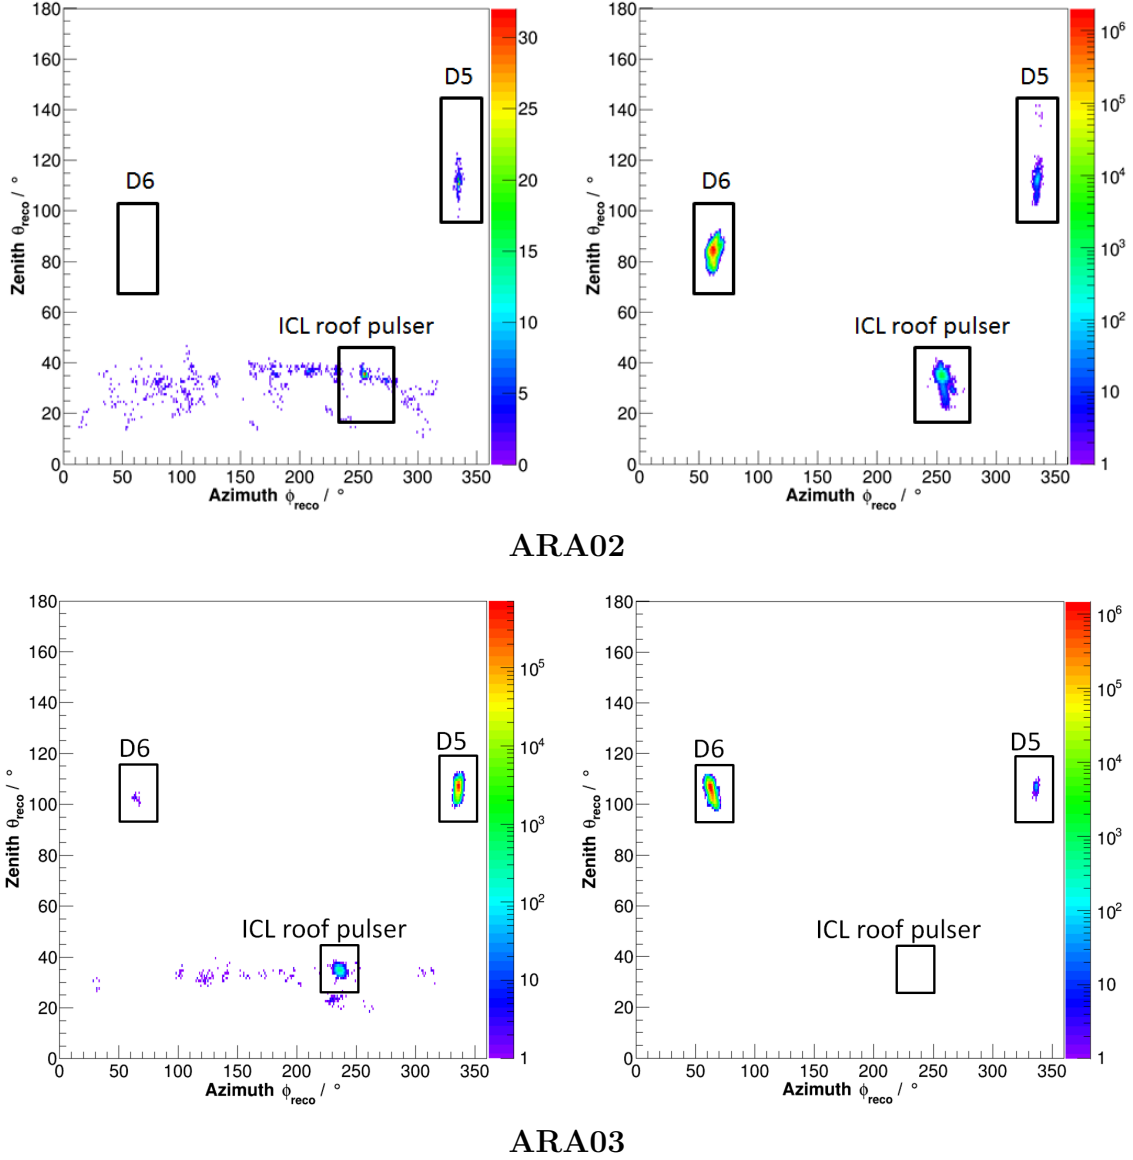 180
160
140
120
100
80
60
40
20
0
Zenith θreco / °
D5
D6
ICL roof pulser
0 50 100 150 200 250 300 350
Azimuth ϕreco / °
30
25
20
15
10
5
0
180
160
140
120
100
80
60
40
20
0
Zenith θreco / °
D5
D6
ICL roof pulser
0 50 100 150 200 250 300 350
Azimuth ϕreco / °
10^6
10^5
10^4
10^3
10^2
10
1
ARA02
180
160
140
120
100
80
60
40
20
0
Zenith θreco / °
D6 D5
ICL roof pulser
0 50 100 150 200 250 300 350
Azimuth ϕreco / °
10^5
10^4
10^3
10^2
10
1
180
160
140
120
100
80
60
40
20
0
Zenith θreco / °
D6 D5
ICL roof pulser
0 50 100 150 200 250 300 350
Azimuth ϕreco / °
10^6
10^5
10^4
10^3
10^2
10
1
ARA03